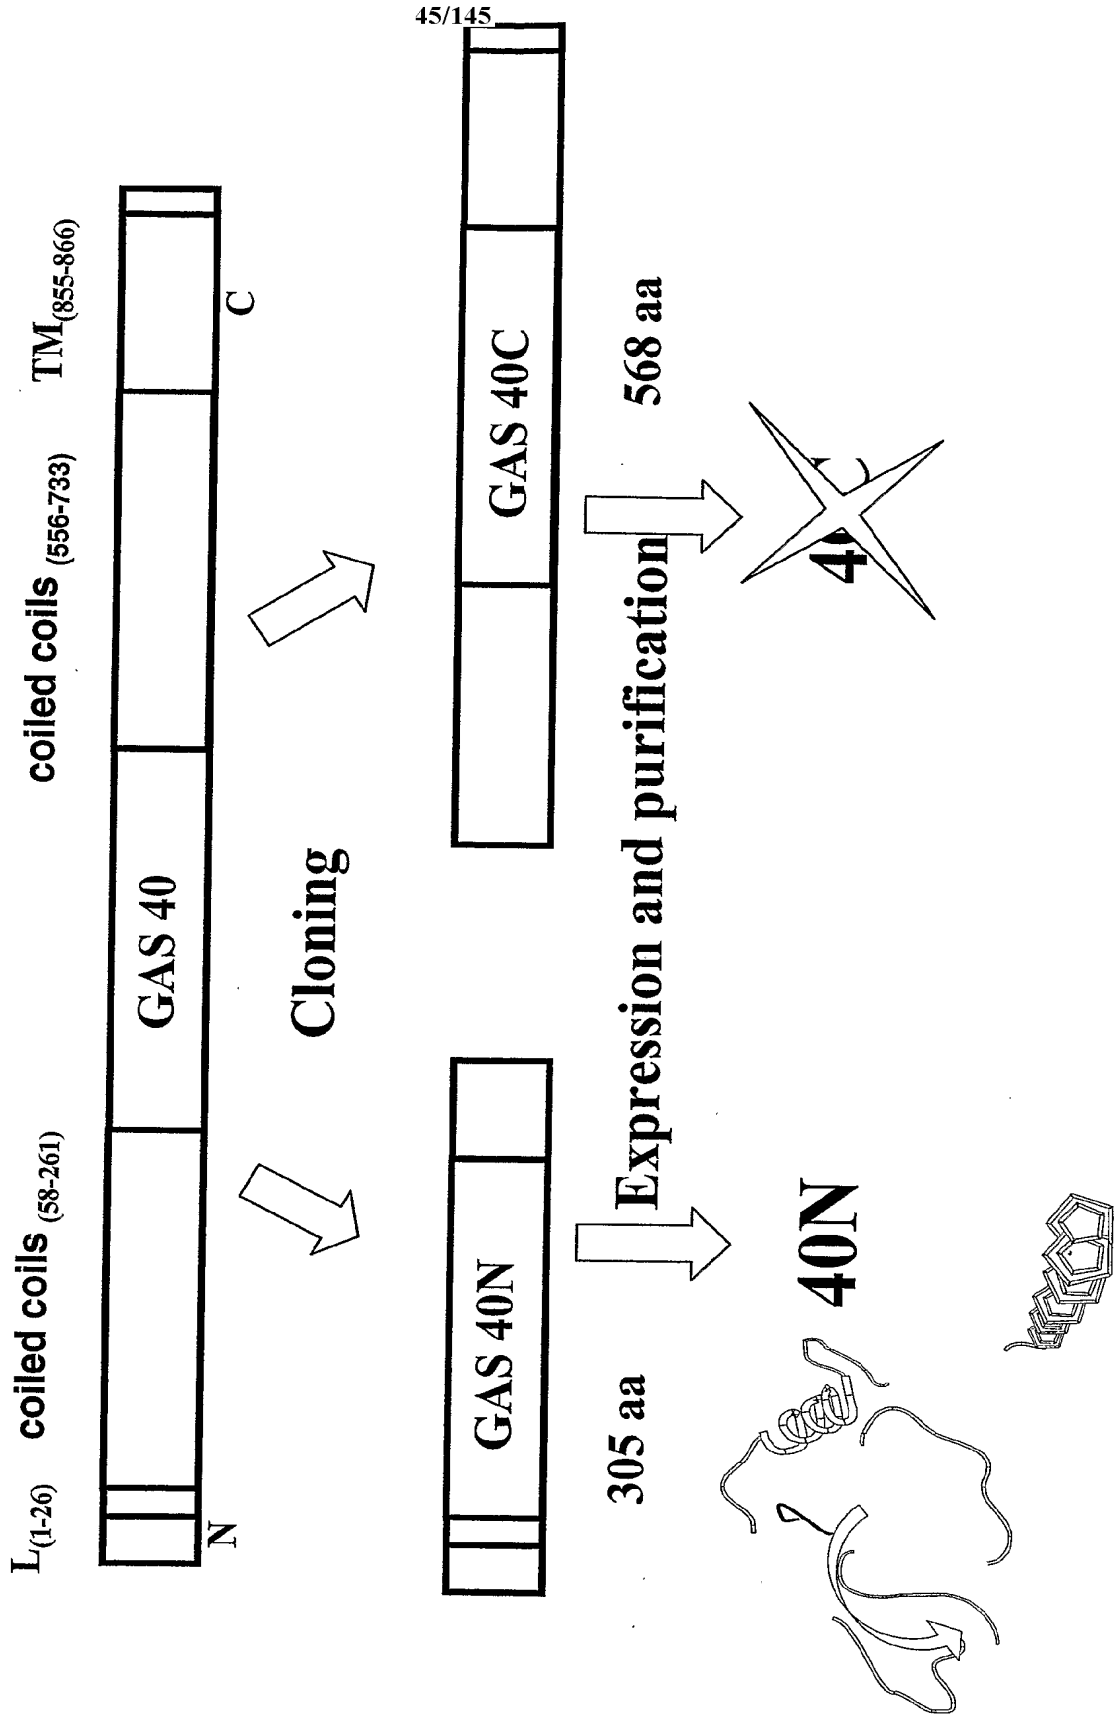 45/145
L(1-26) coiled coils (58-261) coiled coils (556-733) TM(855-866)
GAS 40
N C
Cloning
GAS 40N GAS 40C
305 aa Expression and purification 568 aa
40N